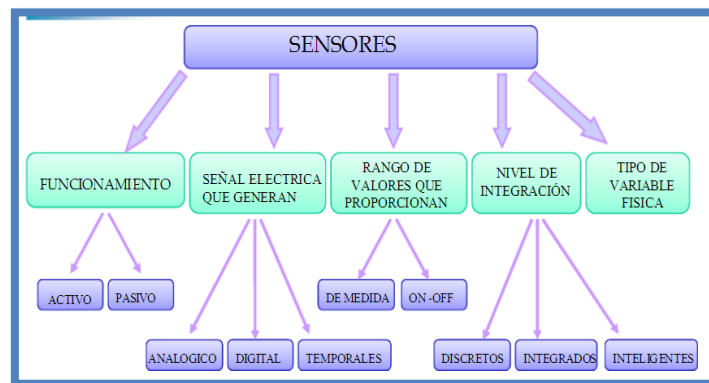 SENSORES
FUNCIONAMIENTO
SEÑAL ELECTRICA
QUE GENERAN
RANGO DE
VALORES QUE
PROPORCIONAN
NIVEL DE
INTEGRACIÓN
TIPO DE
VARIABLE
FISICA
ACTIVO
PASIVO
DE MEDIDA
ON -OFF
ANALOGICO
DIGITAL
TEMPORALES
DISCRETOS
INTEGRADOS
INTELIGENTES